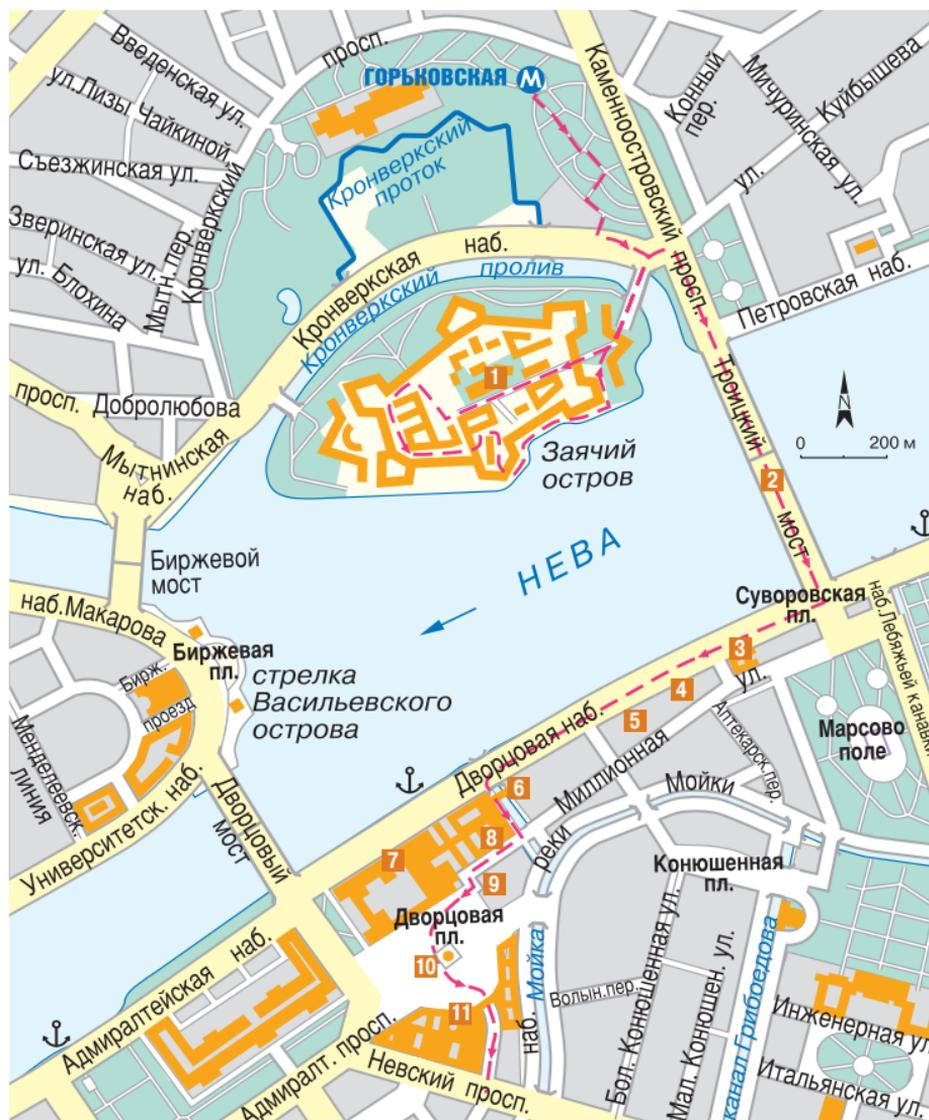 просп.
ГОРЬКОВСКАЯ
М
Введенская ул.
ул.Лизы Чайкиной
Съезжинская ул.
Зверинская ул.
ул. Блохина
Мытн. пер.
Кронверкский
Кронверкский
проток
Каменноостровский
просп.
Конный
пер.
Мичуринская ул.
Куйбышева
ул.
Кронверкская
наб.
Кронверкский
пролив
Петровская наб.
просп. Добролюбова
Мытнинская
наб.
1
Заячий
остров
Троицкий
мост
2
N
0
200 м
НЕВА
Биржевой
мост
наб.Макарова
Биржевая
пл.
стрелка
Васильевского
острова
Бирж.
проезд
Менделеевск.
линия
Университетск. наб.
Дворцовый
мост
Суворовская
пл.
наб.Лебяжьей канавки
3
4
5
ул.
Миллионная
Аптекарск.пер.
Марсово
поле
Дворцовая наб.
6
7
8
9
реки
Мойки
Конюшенная
пл.
Дворцовая
пл.
10
11
Адмиралтейская наб.
Адмиралт. просп.
Невский просп.
наб
Мойка
Волын.пер.
Бол. Конюшенная ул.
Мал. Конюшен. ул.
канал Грибоедова
Инженерная ул.
Итальянская ул.